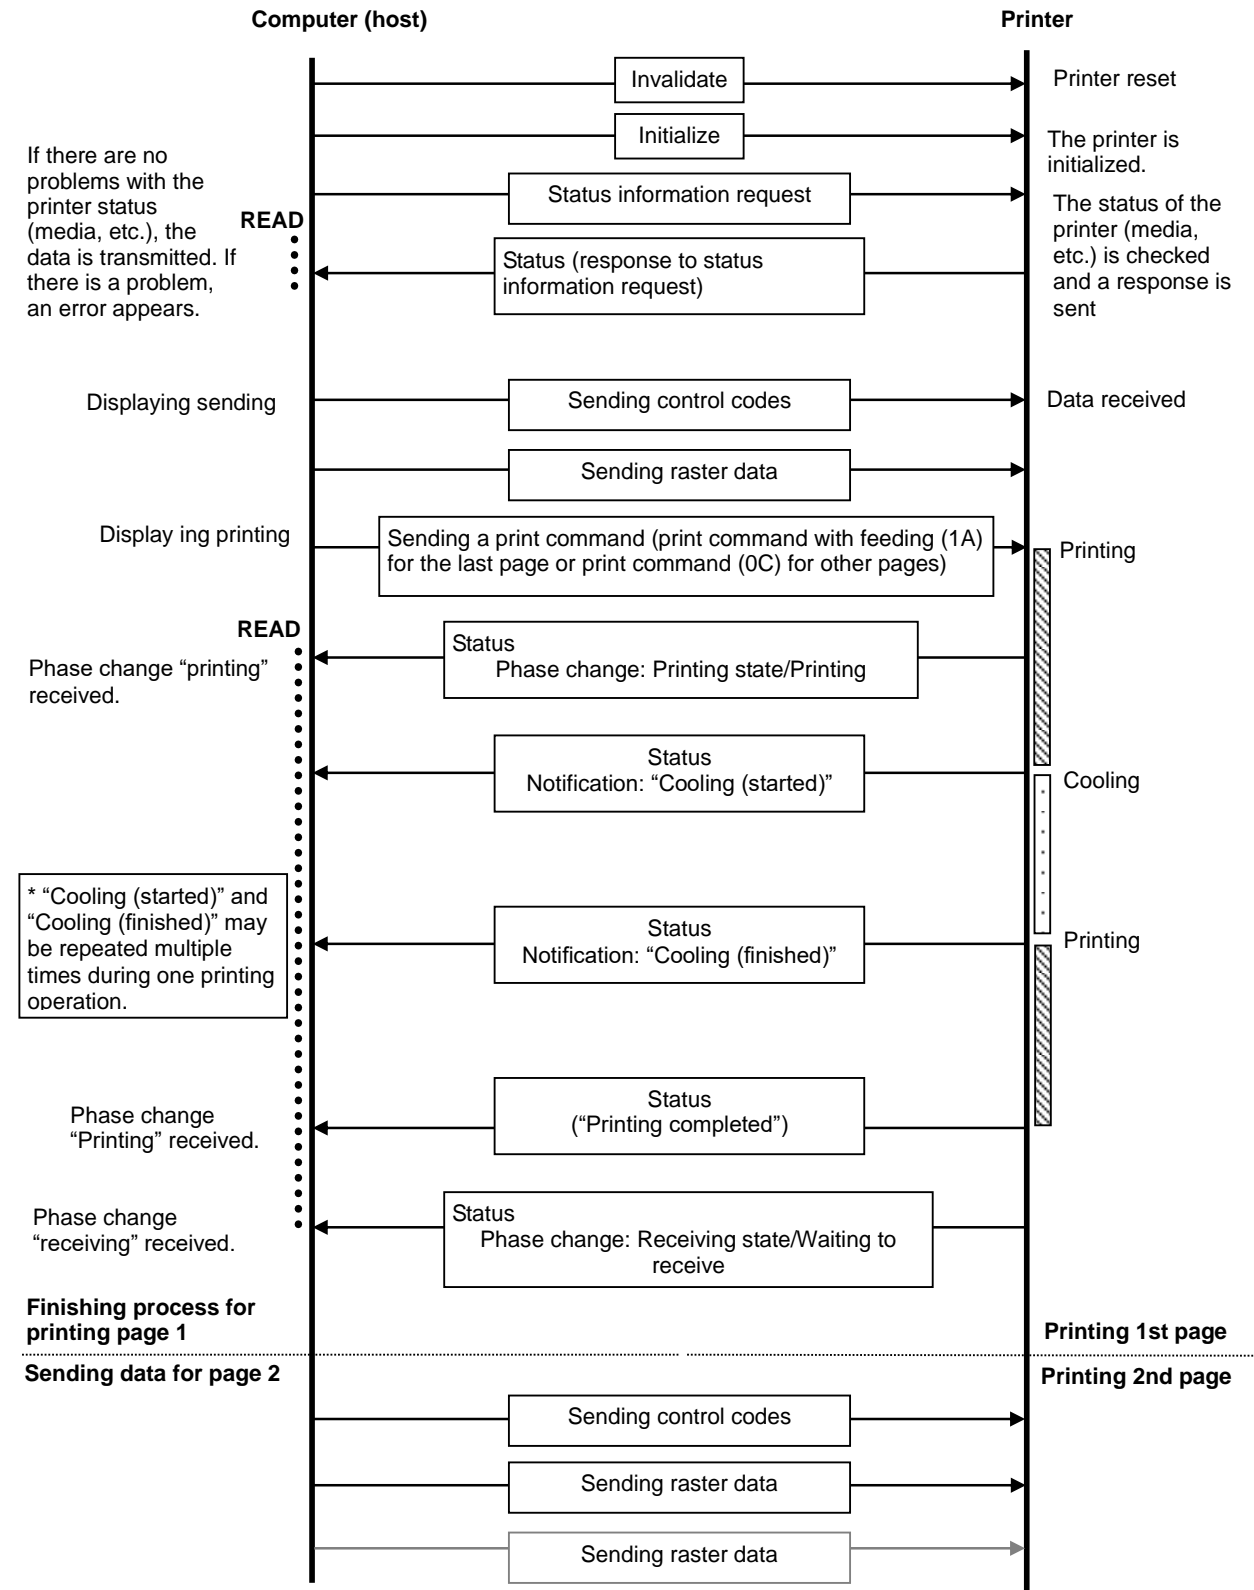 Computer (host)
Printer
Invalidate
Printer reset
Initialize
The printer is
initialized.
If there are no
problems with the
printer status
(media, etc.), the
data is transmitted. If
there is a problem,
an error appears.
Status information request
READ
The status of the
printer (media,
etc.) is checked
and a response is
sent
Status (response to status
information request)
Displaying sending
Sending control codes
Data received
Sending raster data
Display ing printing
Sending a print command (print command with feeding (1A)
for the last page or print command (0C) for other pages)
Printing
READ
Status
Phase change: Printing state/Printing
Phase change “printing”
received.
Status
Notification: “Cooling (started)”
Cooling
* “Cooling (started)” and
“Cooling (finished)” may
be repeated multiple
times during one printing
operation.
Status
Notification: “Cooling (finished)”
Printing
Phase change
“Printing” received.
Status
(“Printing completed”)
Phase change
“receiving” received.
Status
Phase change: Receiving state/Waiting to
receive
Finishing process for
printing page 1
Printing 1st page
Sending data for page 2
Printing 2nd page
Sending control codes
Sending raster data
Sending raster data